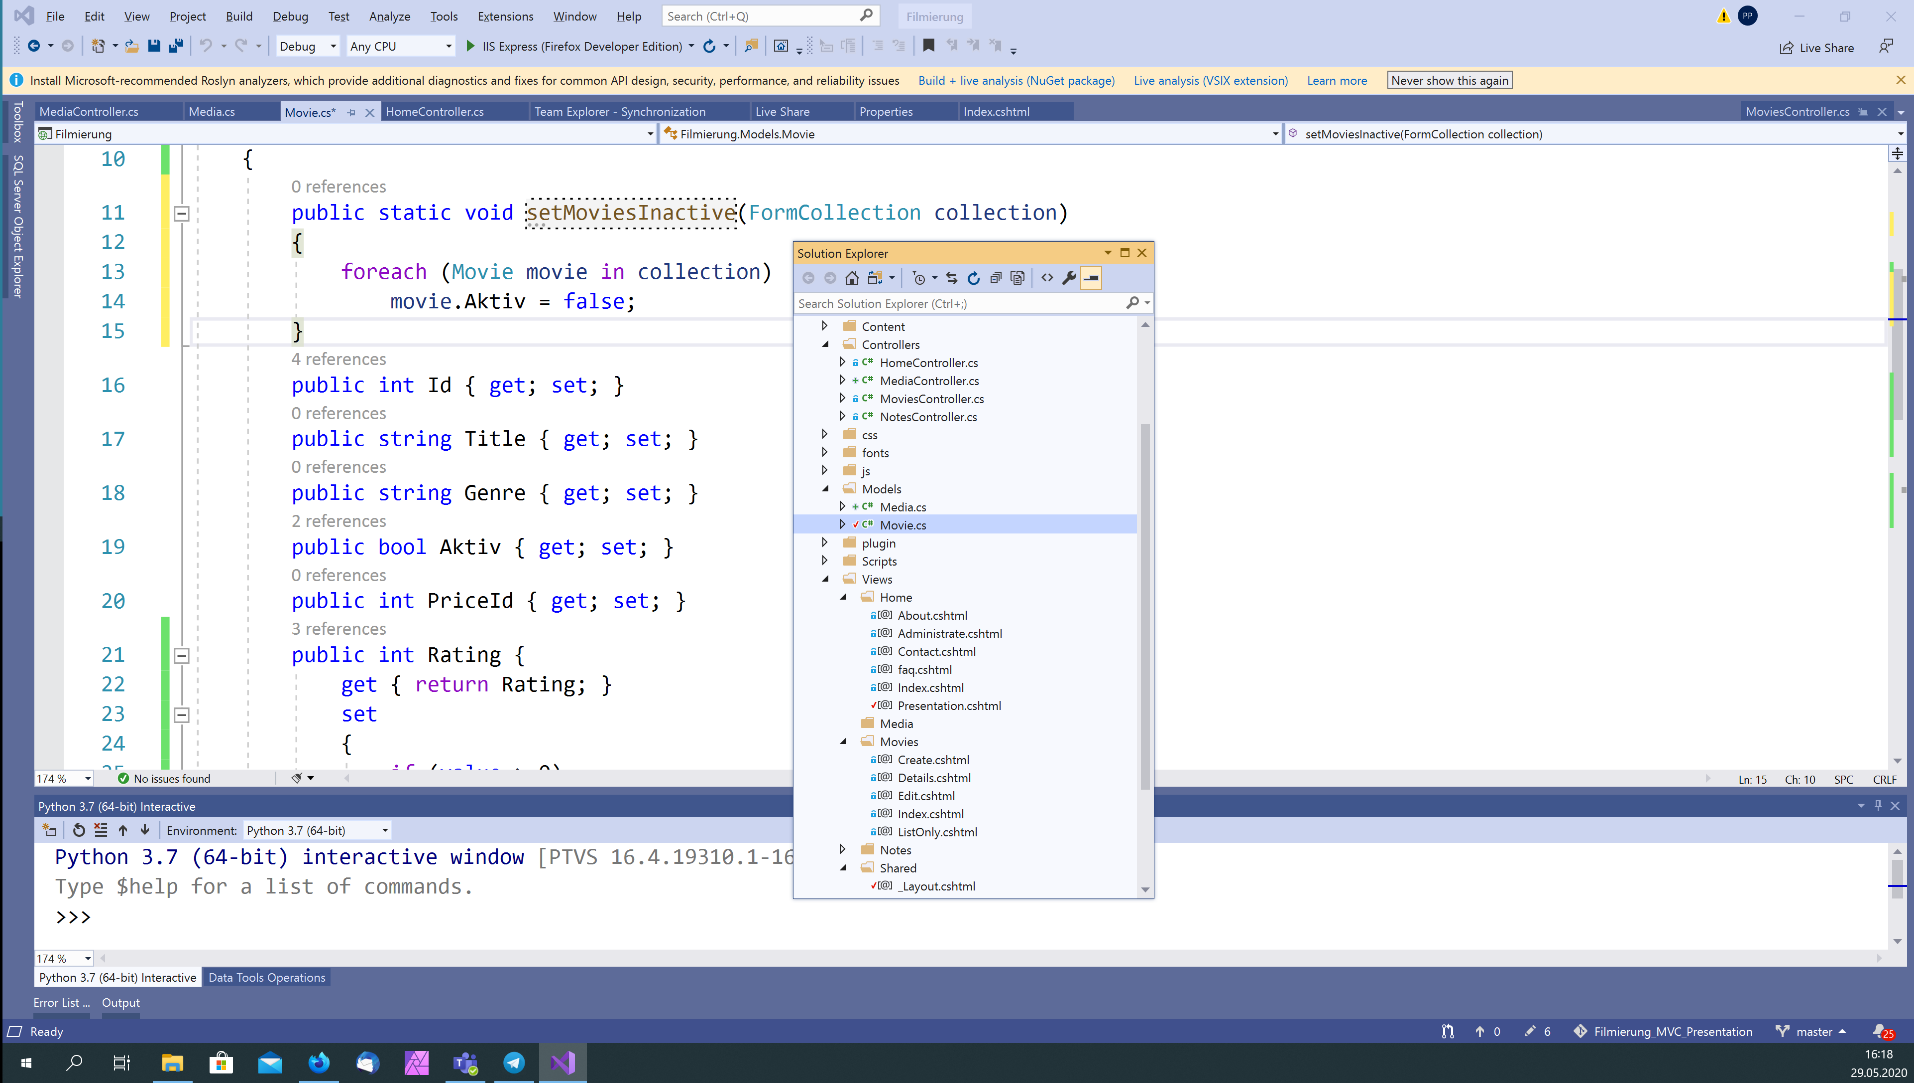 File Edit View Project Build Debug Test Analyze Tools Extensions Window Help Search (Ctrl+Q) Filmierung PP
Debug Any CPU IIS Express (Firefox Developer Edition) Live Share
Install Microsoft-recommended Roslyn analyzers, which provide additional diagnostics and fixes for common API design, security, performance, and reliability issues Build + live analysis (NuGet package) Live analysis (VSIX extension) Learn more Never show this again
Toolbox
SQL Server Object Explorer
MediaController.cs Media.cs Movie.cs* HomeController.cs Team Explorer - Synchronization Live Share Properties Index.cshtml MoviesController.cs
Filmierung Filmierung.Models.Movie setMoviesInactive(FormCollection collection)
10 {
0 references
11 public static void setMoviesInactive(FormCollection collection)
12 {
13 foreach (Movie movie in collection)
14 movie.Aktiv = false;
15 }
4 references
16 public int Id { get; set; }
0 references
17 public string Title { get; set; }
0 references
18 public string Genre { get; set; }
2 references
19 public bool Aktiv { get; set; }
0 references
20 public int PriceId { get; set; }
3 references
21 public int Rating {
22 get { return Rating; }
23 set
24 {
174 % No issues found Ln: 15 Ch: 10 SPC CRLF
Solution Explorer
Search Solution Explorer (Ctrl+;)
Content
Controllers
C# HomeController.cs
C# MediaController.cs
C# MoviesController.cs
C# NotesController.cs
css
fonts
js
Models
C# Media.cs
C# Movie.cs
plugin
Scripts
Views
Home
[@] About.cshtml
[@] Administrate.cshtml
[@] Contact.cshtml
[@] faq.cshtml
[@] Index.cshtml
[@] Presentation.cshtml
Media
Movies
[@] Create.cshtml
[@] Details.cshtml
[@] Edit.cshtml
[@] Index.cshtml
[@] ListOnly.cshtml
Notes
Shared
[@] _Layout.cshtml
Python 3.7 (64-bit) Interactive
Environment: Python 3.7 (64-bit)
Python 3.7 (64-bit) interactive window [PTVS 16.4.19310.1-16
Type $help for a list of commands.
>>>
174 %
Python 3.7 (64-bit) Interactive Data Tools Operations
Error List ... Output
Ready 0 6 Filmierung_MVC_Presentation master 25
16:18
29.05.2020